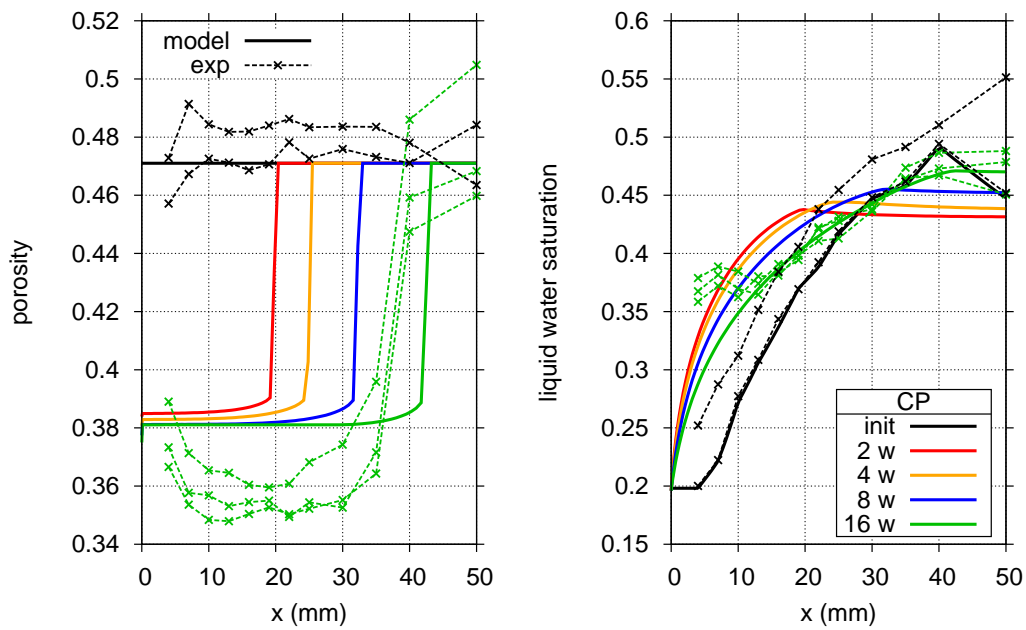 porosity
0.52
0.5
0.48
0.46
0.44
0.42
0.4
0.38
0.36
0.34
model
exp
0 10 20 30 40 50
x (mm)
liquid water saturation
0.6
0.55
0.5
0.45
0.4
0.35
0.3
0.25
0.2
0.15
CP
init
2 w
4 w
8 w
16 w
0 10 20 30 40 50
x (mm)